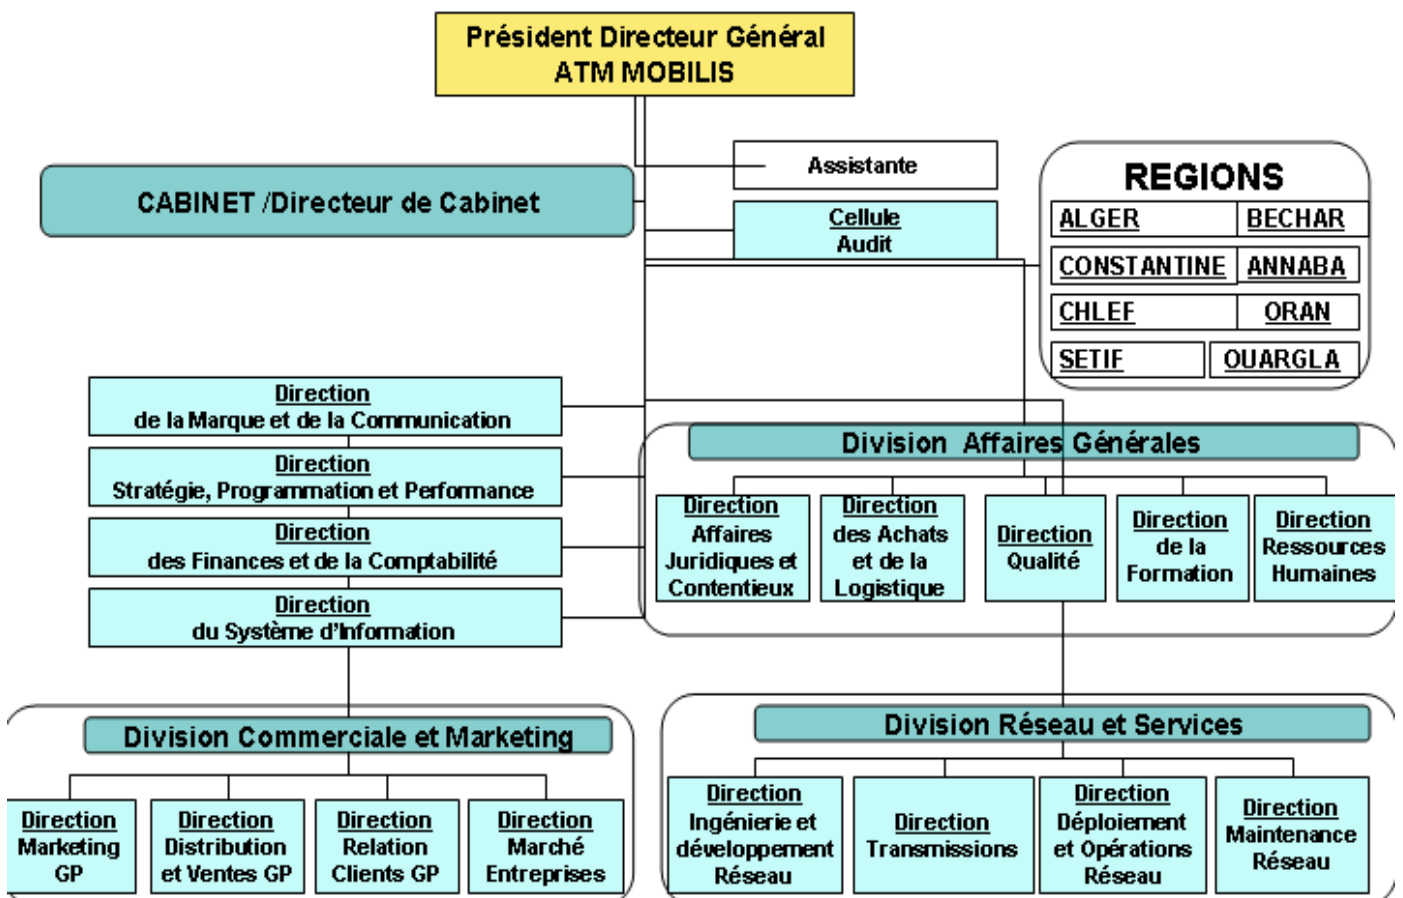 Président Directeur Général
ATM MOBILIS
Assistante
CABINET /Directeur de Cabinet
Cellule
Audit
REGIONS
ALGER
BECHAR
CONSTANTINE
ANNABA
CHLEF
ORAN
SETIF
OUARGLA
Direction
de la Marque et de la Communication
Direction
Stratégie, Programmation et Performance
Direction
des Finances et de la Comptabilité
Direction
du Système d'Information
Division Affaires Générales
Direction
Affaires
Juridiques et
Contentieux
Direction
des Achats
et de la
Logistique
Direction
Qualité
Direction
de la
Formation
Direction
Ressources
Humaines
Division Commerciale et Marketing
Direction
Marketing
GP
Direction
Distribution
et Ventes GP
Direction
Relation
Clients GP
Direction
Marché
Entreprises
Division Réseau et Services
Direction
Ingénierie et
développement
Réseau
Direction
Transmissions
Direction
Déploiement
et Opérations
Réseau
Direction
Maintenance
Réseau